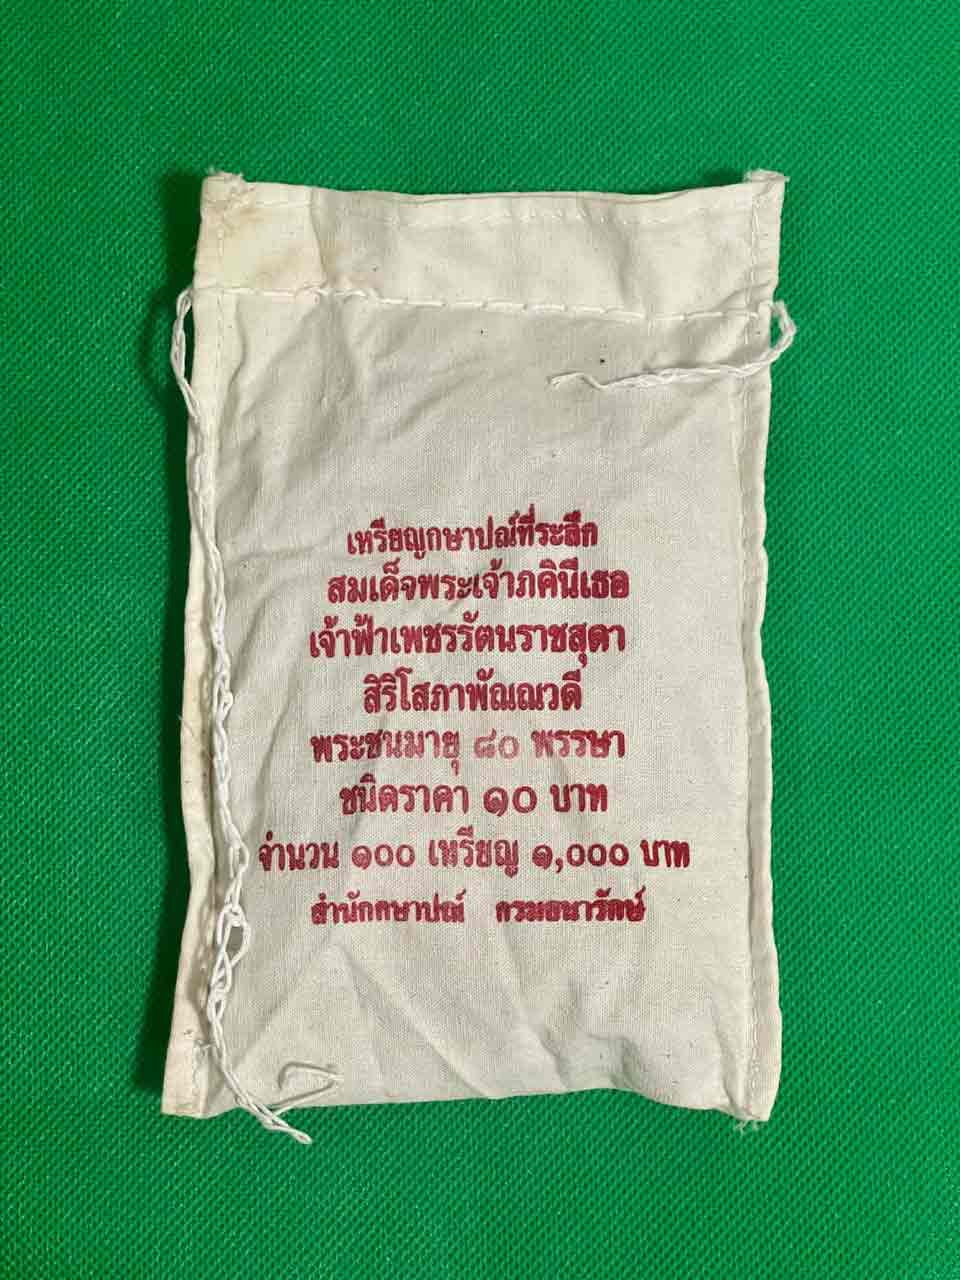 เหรียญกษาปณ์ที่ระลึก
สมเด็จพระเจ้าภคินีเธอ
เจ้าฟ้าเพชรรัตนราชสุดา
สิริโสภาพัณณวดี
พระชนมายุ ๘๐ พรรษา
ชนิดราคา ๑๐ บาท
จำนวน ๑๐๐ เหรียญ ๑,๐๐๐ บาท
สำนักกษาปณ์ กรมธนารักษ์